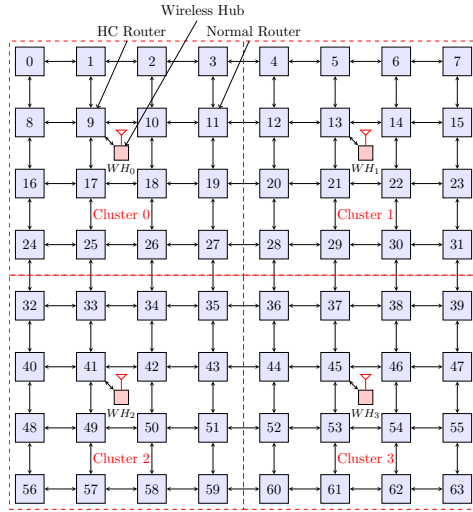 Wireless Hub
HC Router
Normal Router
0 1 2 3 4 5 6 7
8 9 10 11 12 13 14 15
WH0 WH1
16 17 18 19 20 21 22 23
Cluster 0 Cluster 1
24 25 26 27 28 29 30 31
32 33 34 35 36 37 38 39
40 41 42 43 44 45 46 47
WH2 WH3
48 49 50 51 52 53 54 55
Cluster 2 Cluster 3
56 57 58 59 60 61 62 63